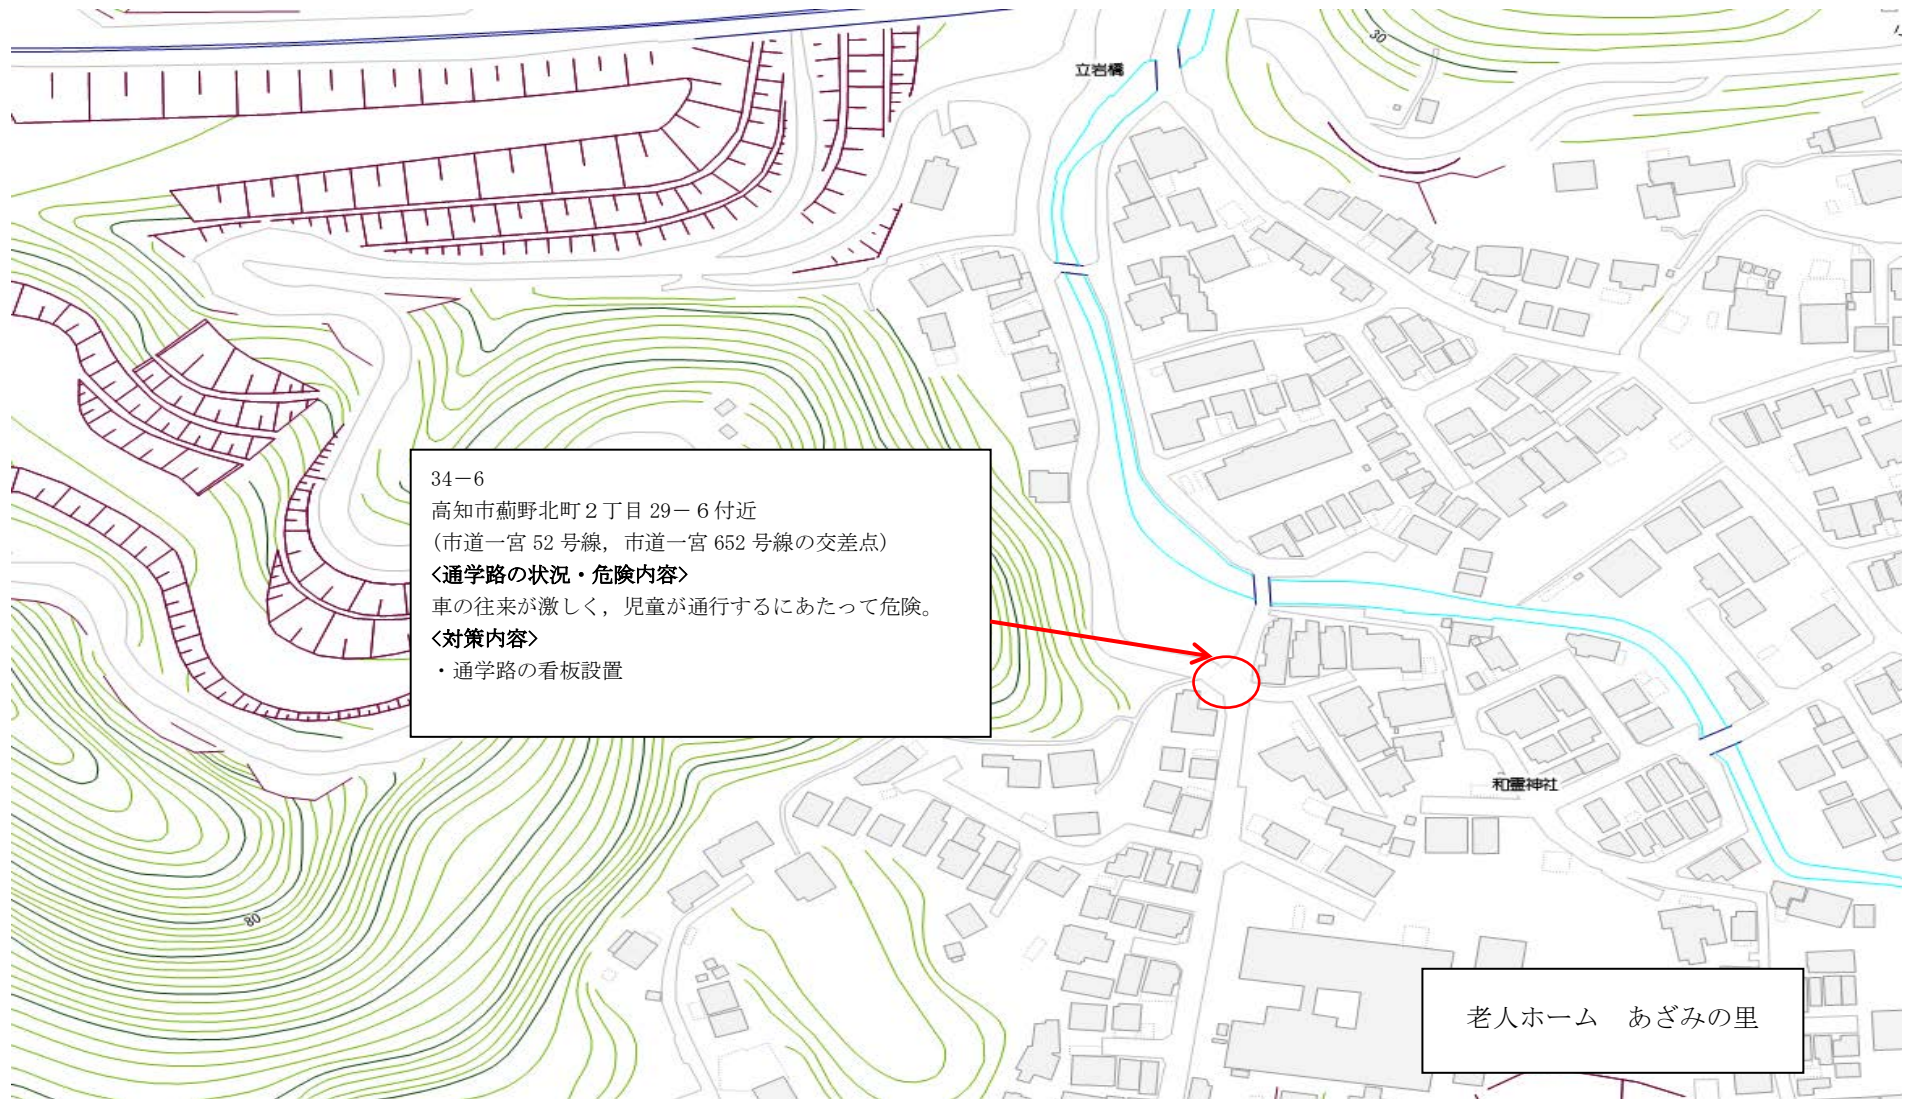 立岩橋
30
34－6
高知市薊野北町２丁目 29－６付近
（市道一宮 52 号線，市道一宮 652 号線の交差点）
<通学路の状況・危険内容>
車の往来が激しく，児童が通行するにあたって危険。
<対策内容>
・通学路の看板設置
和霊神社
80
老人ホーム　あざみの里